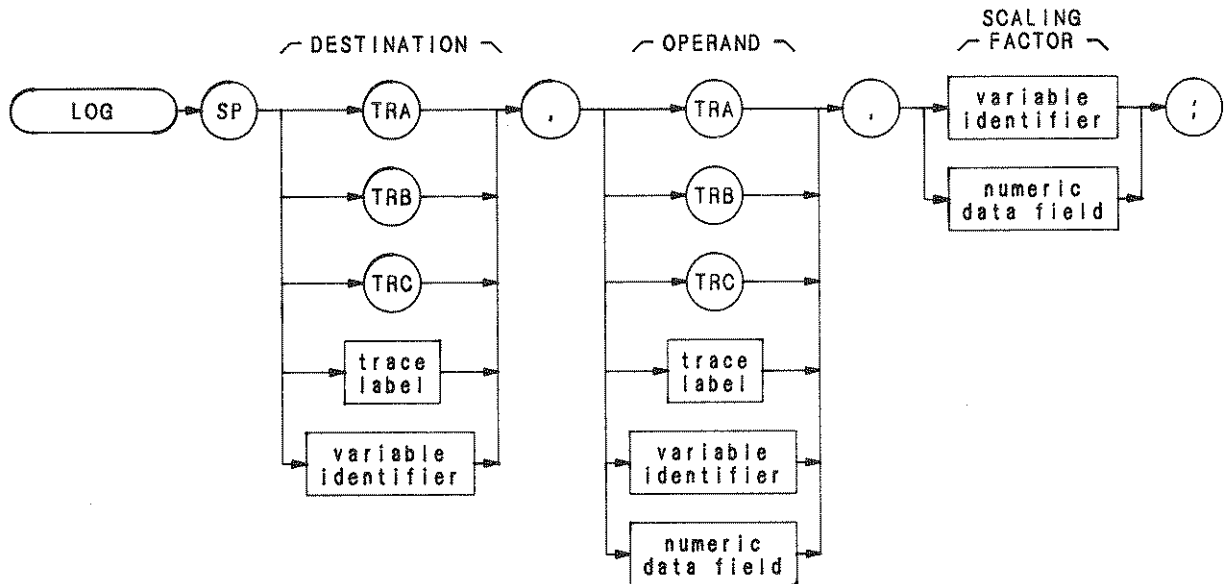 SCALING
DESTINATION OPERAND FACTOR
LOG SP TRA , TRA , variable identifier ;
TRB TRB numeric data field
TRC TRC
trace label trace label
variable identifier variable identifier
numeric data field